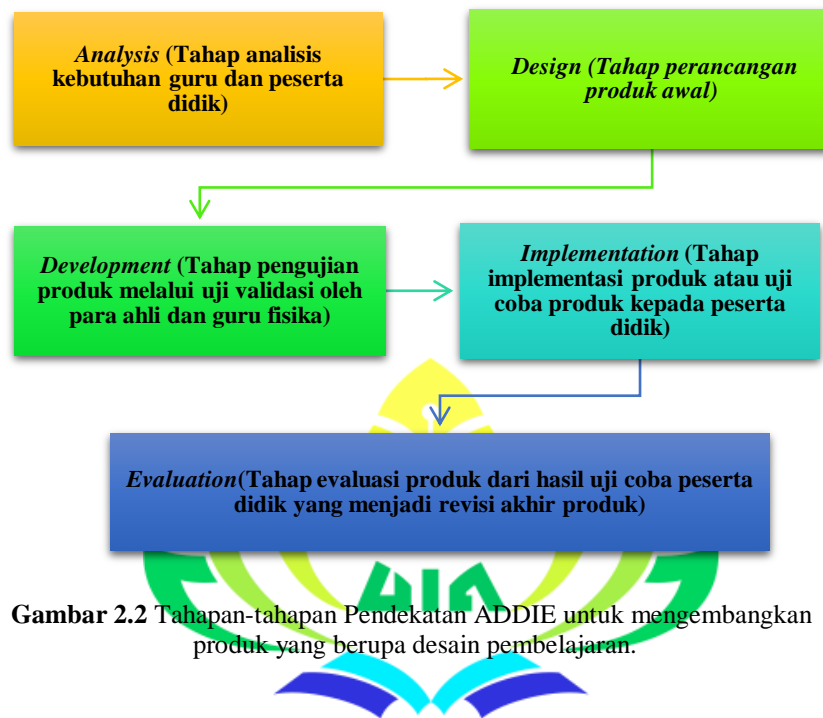 Analysis (Tahap analisis
kebutuhan guru dan peserta
didik)
Design (Tahap perancangan
produk awal)
Development (Tahap pengujian
produk melalui uji validasi oleh
para ahli dan guru fisika)
Implementation (Tahap
implementasi produk atau uji
coba produk kepada peserta
didik)
Evaluation(Tahap evaluasi produk dari hasil uji coba peserta
didik yang menjadi revisi akhir produk)
Gambar 2.2 Tahapan-tahapan Pendekatan ADDIE untuk mengembangkan
produk yang berupa desain pembelajaran.